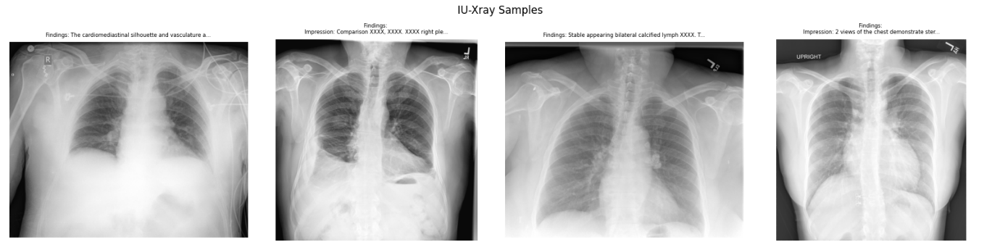 IU-Xray Samples
Findings: The cardiomediastinal silhouette and vasculature a...
Findings:
Impression: Comparison XXXX, XXXX. XXXX right ple...
Findings: Stable appearing bilateral calcified lymph XXXX. T...
Findings:
Impression: 2 views of the chest demonstrate ster...
R
L
UPRIGHT